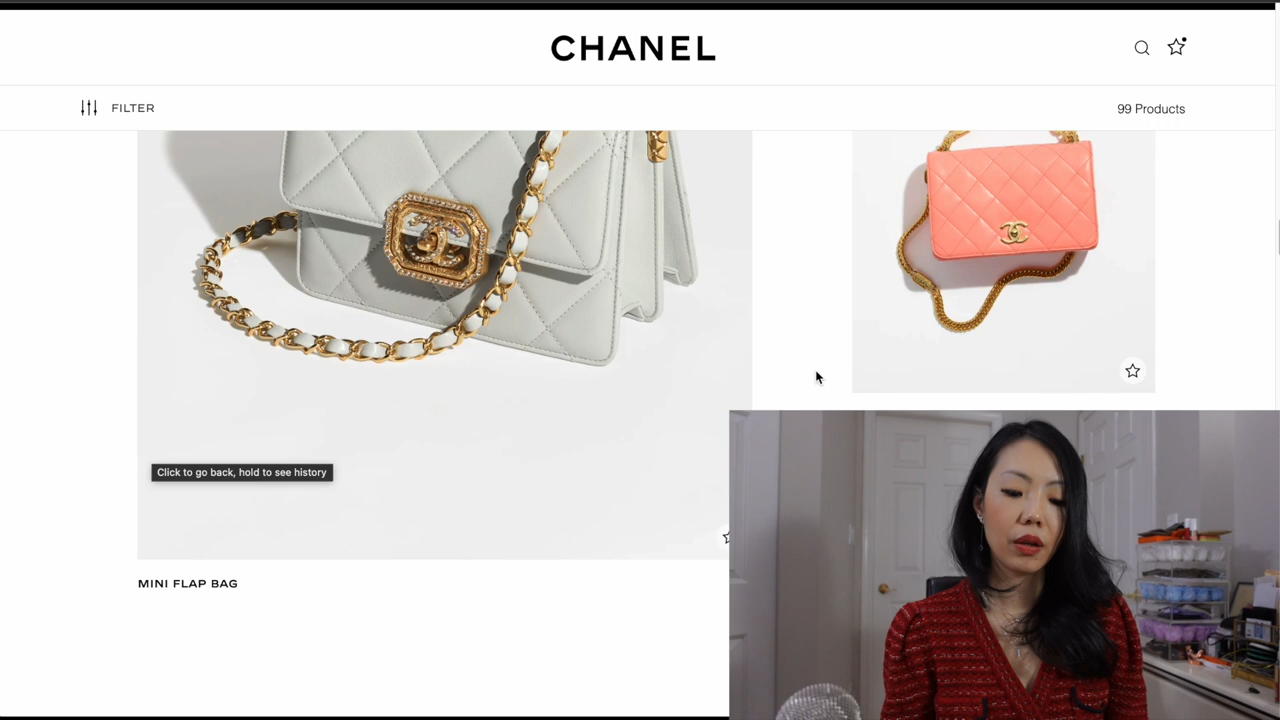 CHANEL
FILTER
99 Products
Click to go back, hold to see history
MINI FLAP BAG